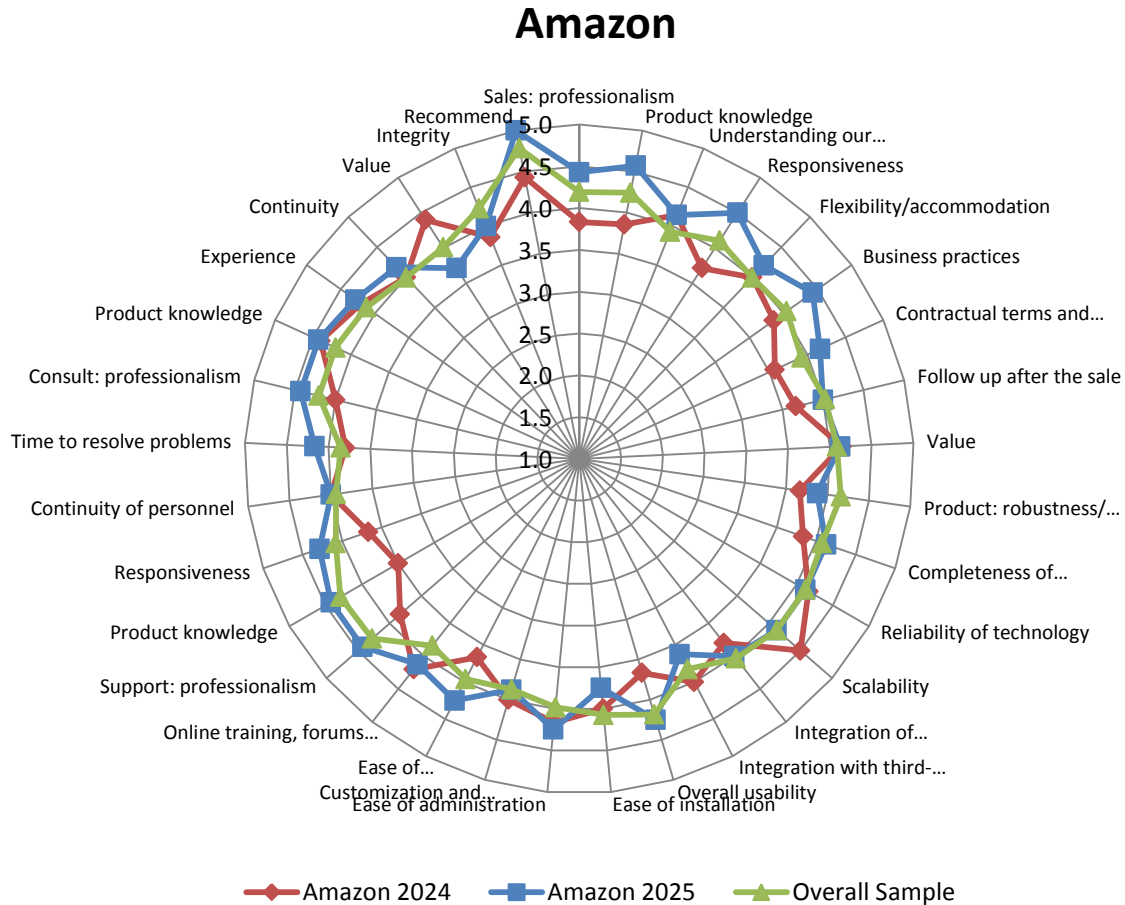 Amazon
Sales: professionalism
Product knowledge
Understanding our...
Responsiveness
Flexibility/accommodation
Business practices
Contractual terms and...
Follow up after the sale
Value
Product: robustness/...
Completeness of...
Reliability of technology
Scalability
Integration of...
Integration with third-...
Overall usability
Ease of installation
Ease of administration
Customization and...
Ease of...
Online training, forums...
Support: professionalism
Product knowledge
Responsiveness
Continuity of personnel
Time to resolve problems
Consult: professionalism
Product knowledge
Experience
Continuity
Value
Integrity
Recommend
5.0
4.5
4.0
3.5
3.0
2.5
2.0
1.5
1.0
Amazon 2024
Amazon 2025
Overall Sample